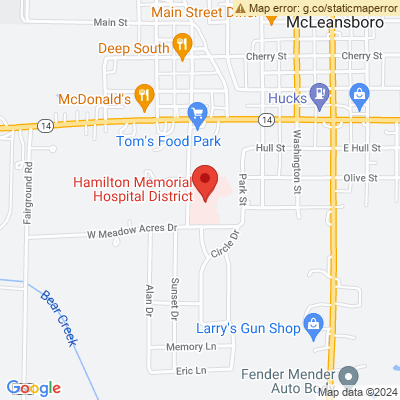 Map error: g.co/staticmaperror
Main Street Diner
McLeansboro
Main St
Deep South
Cherry St
Cherry St
McDonald's
Hucks
14
14
Tom's Food Park
Hull St
E Hull St
Washington St
Fairground Rd
Hamilton Memorial
Hospital District
Park St
Olive St
W Meadow Acres Dr
Circle Dr
Bear Creek
Alan Dr
Sunset Dr
Larry's Gun Shop
Memory Ln
Eric Ln
Fender Mender
Auto Body
Google
Map data ©2024